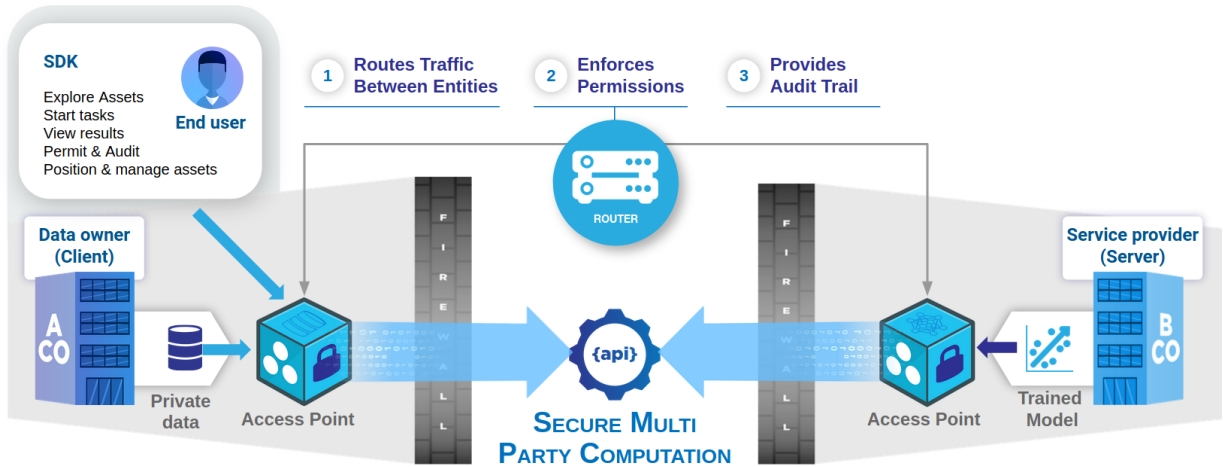 SDK
Explore Assets
Start tasks
View results
Permit & Audit
Position & manage assets
End user
1 Routes Traffic
Between Entities
2 Enforces
Permissions
3 Provides
Audit Trail
ROUTER
FIREWALL
FIREWALL
Data owner
(Client)
A
CO
Private
data
Access Point
{api}
SECURE MULTI
PARTY COMPUTATION
Service provider
(Server)
B
CO
Access Point
Trained
Model